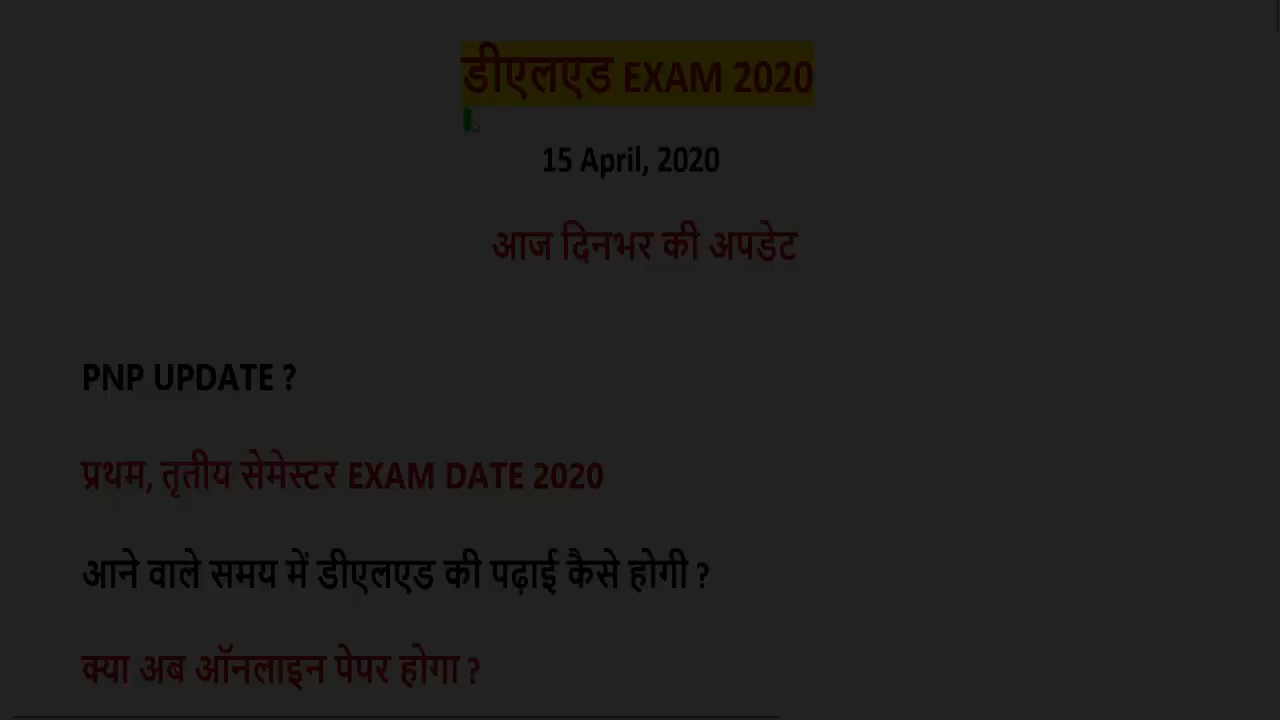 डीएलएड EXAM 2020
15 April, 2020
आज दिनभर की अपडेट
PNP UPDATE ?
प्रथम, तृतीय सेमेस्टर EXAM DATE 2020
आने वाले समय में डीएलएड की पढ़ाई कैसे होगी ?
क्या अब ऑनलाइन पेपर होगा ?